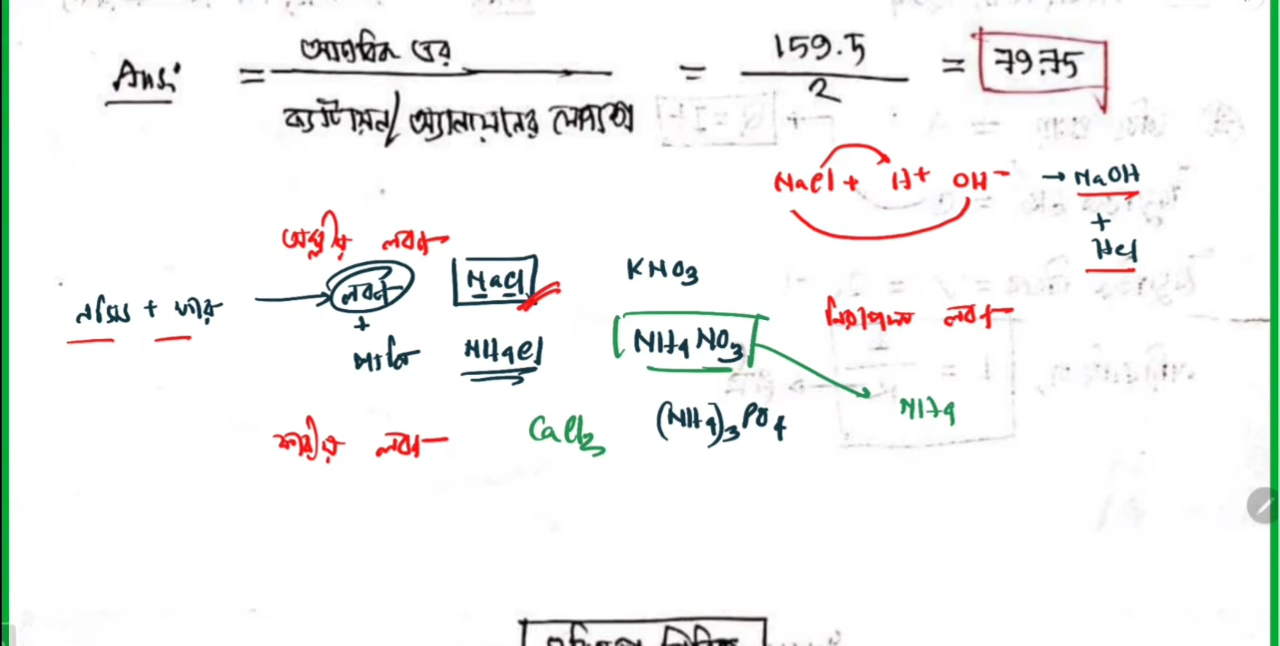 Ans: = আণবিক ভর / ক্যাটায়ন/অ্যানায়নের যোজ্যতা = 159.5 / 2 = 79.75
NaCl + H+ OH- → NaOH + HCl
অম্লীয় লবণ
এসিড + ক্ষার → লবণ + পানি
NaCl
KNO3
নিরপেক্ষ লবণ
NH4Cl
NH4NO3
NH4
ক্ষারীয় লবণ
CaCl2
(NH4)3PO4